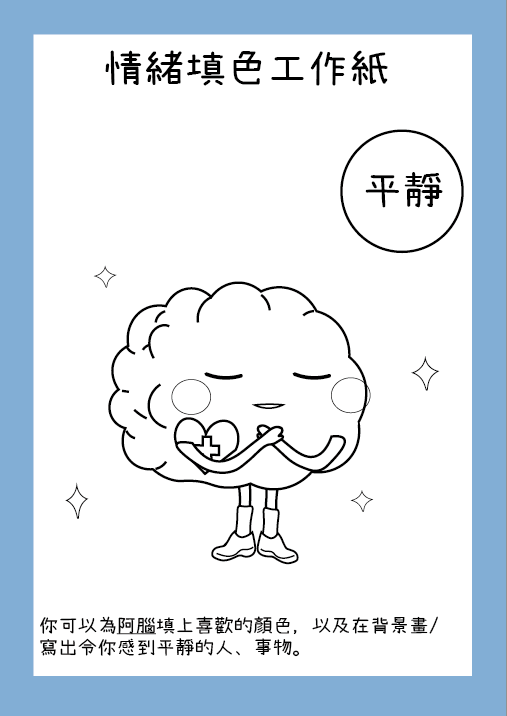 情緒填色工作紙
平靜
你可以為阿腦填上喜歡的顏色，以及在背景畫/
寫出令你感到平靜的人、事物。